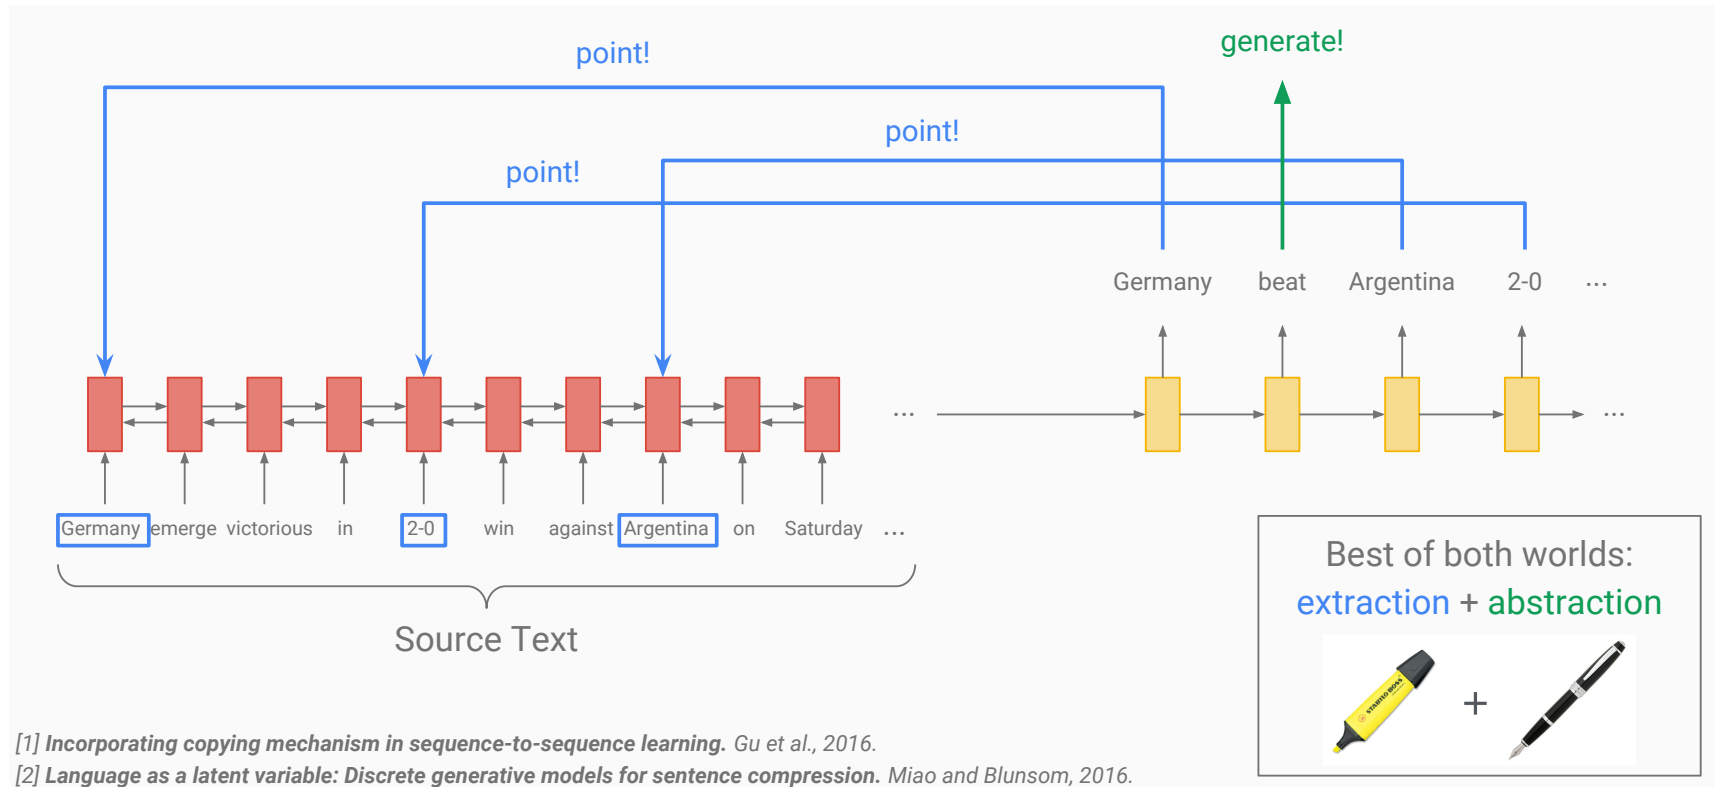 generate!
point!
point!
point!
Germany beat Argentina 2-0 ...
... ...
Germany emerge victorious in 2-0 win against Argentina on Saturday ...
Source Text
Best of both worlds:
extraction + abstraction
STABILO BOSS
+
[1] Incorporating copying mechanism in sequence-to-sequence learning. Gu et al., 2016.
[2] Language as a latent variable: Discrete generative models for sentence compression. Miao and Blunsom, 2016.